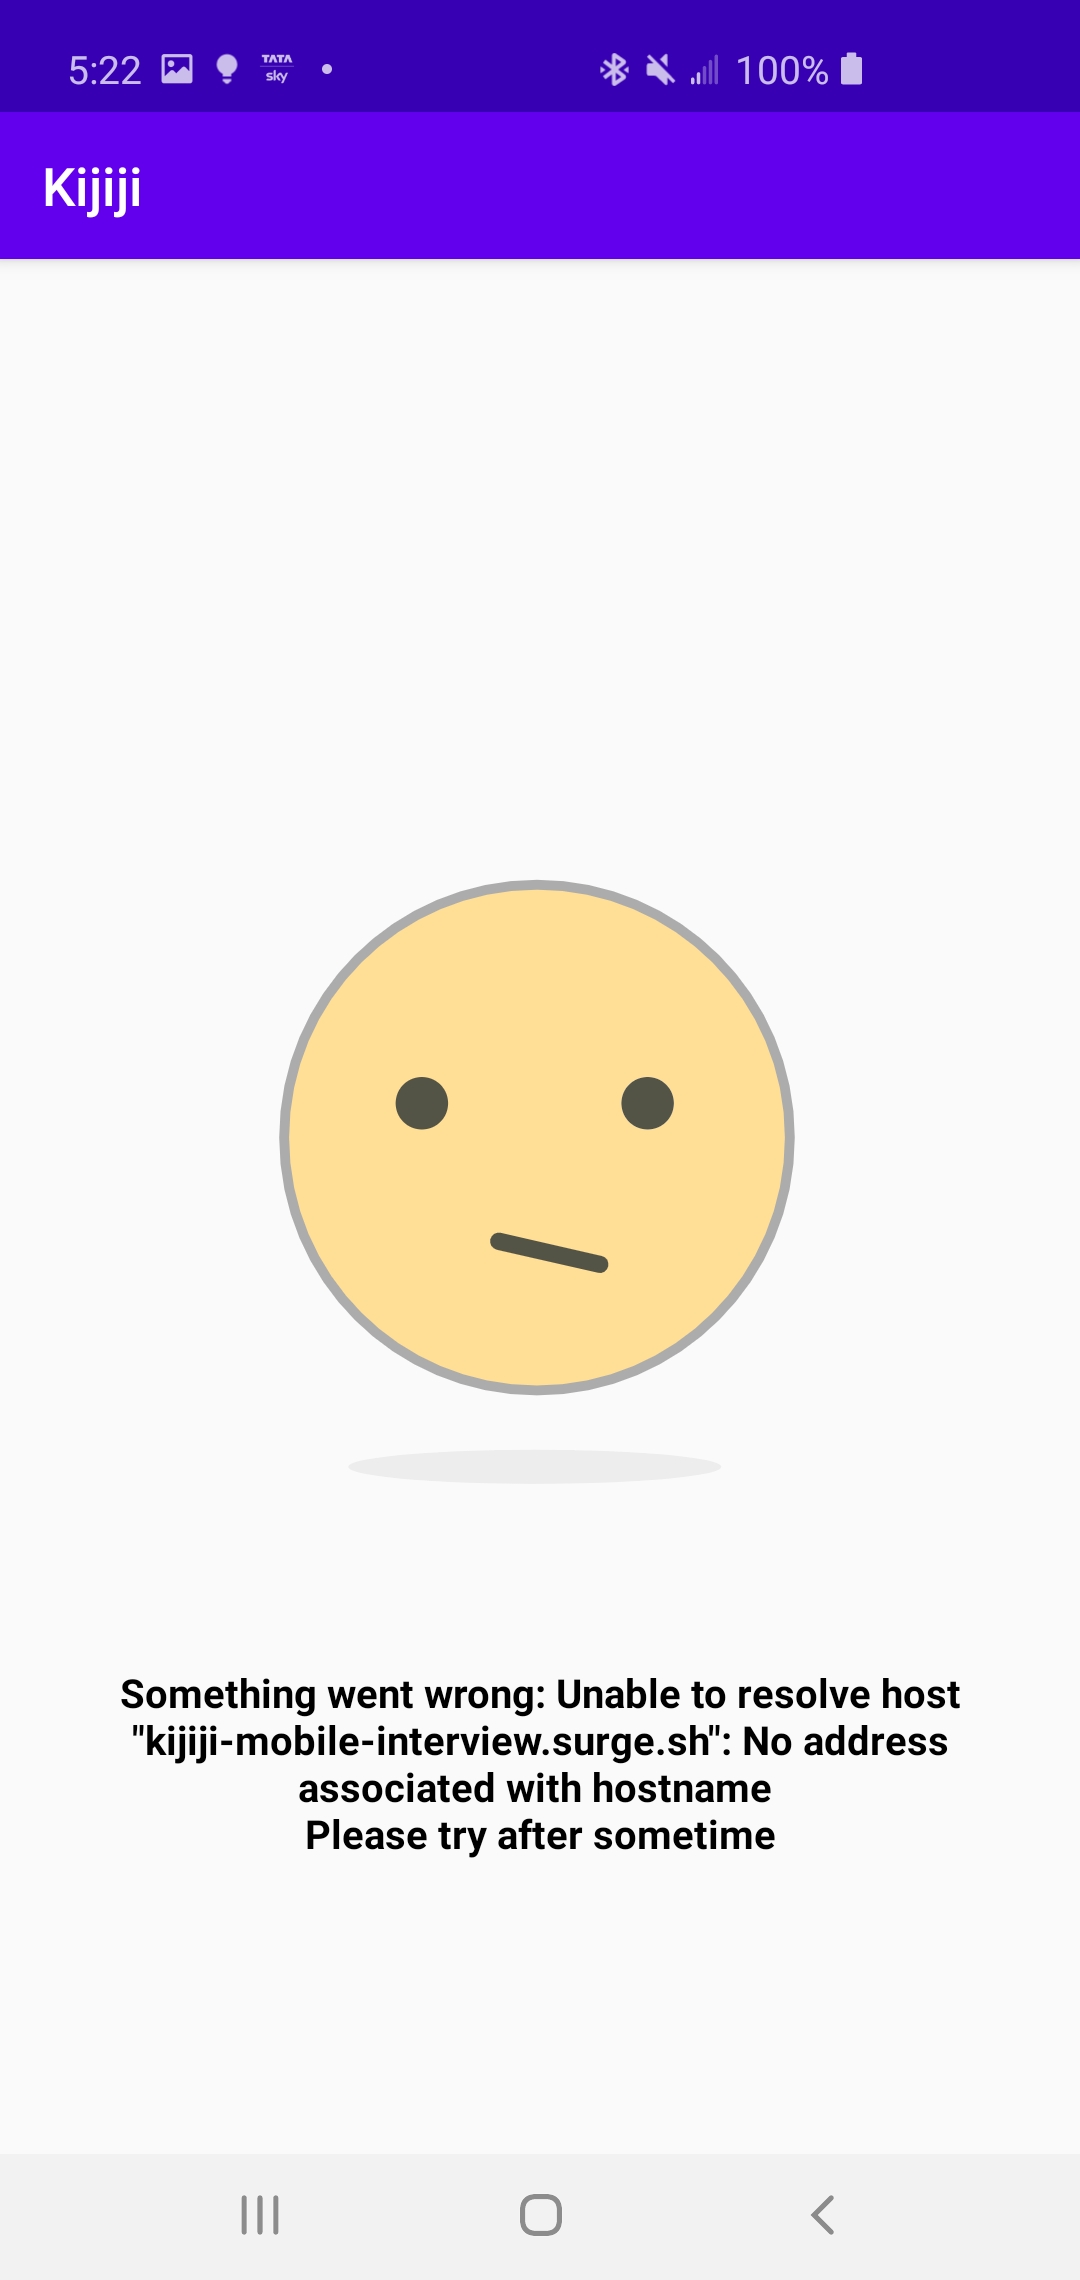 5:22 TATA sky 100%
Kijiji
Something went wrong: Unable to resolve host
"kijiji-mobile-interview.surge.sh": No address
associated with hostname
Please try after sometime